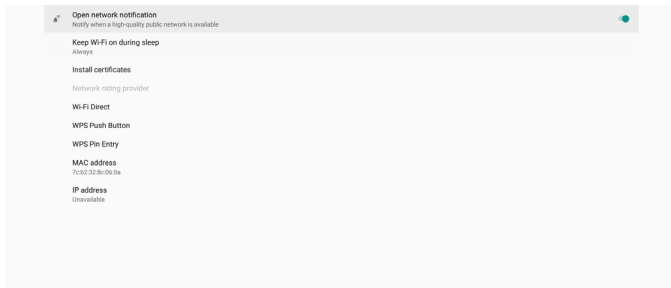 Open network notification
Notify when a high-quality public network is available
Keep Wi-Fi on during sleep
Always
Install certificates
Network rating provider
Wi-Fi Direct
WPS Push Button
WPS Pin Entry
MAC address
7c:b2:32:8c:06:0a
IP address
Unavailable